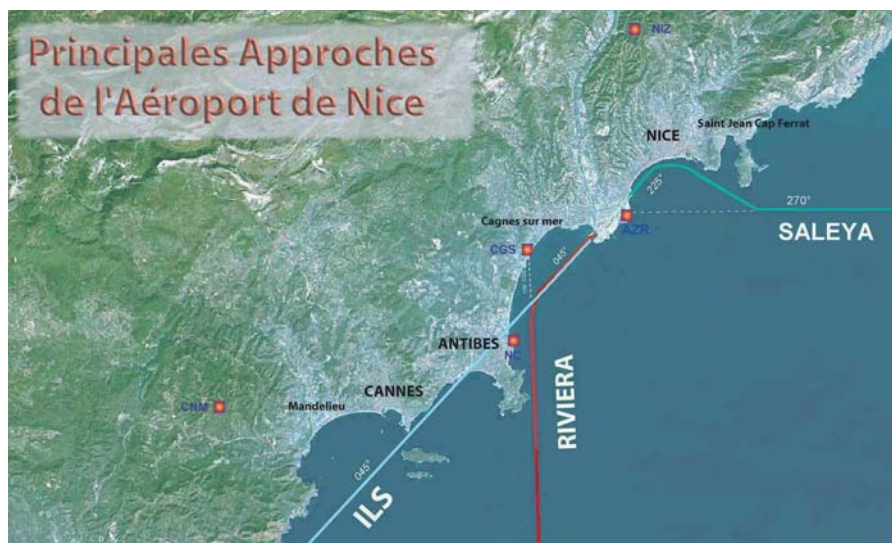 Principales Approches
de l'Aéroport de Nice
NIZ
Saint Jean Cap Ferrat
NICE
225°
270°
AZR
SALEYA
Cagnes sur mer
CGS
045°
ANTIBES
NC
RIVIERA
CANNES
CNM
Mandelieu
045°
ILS